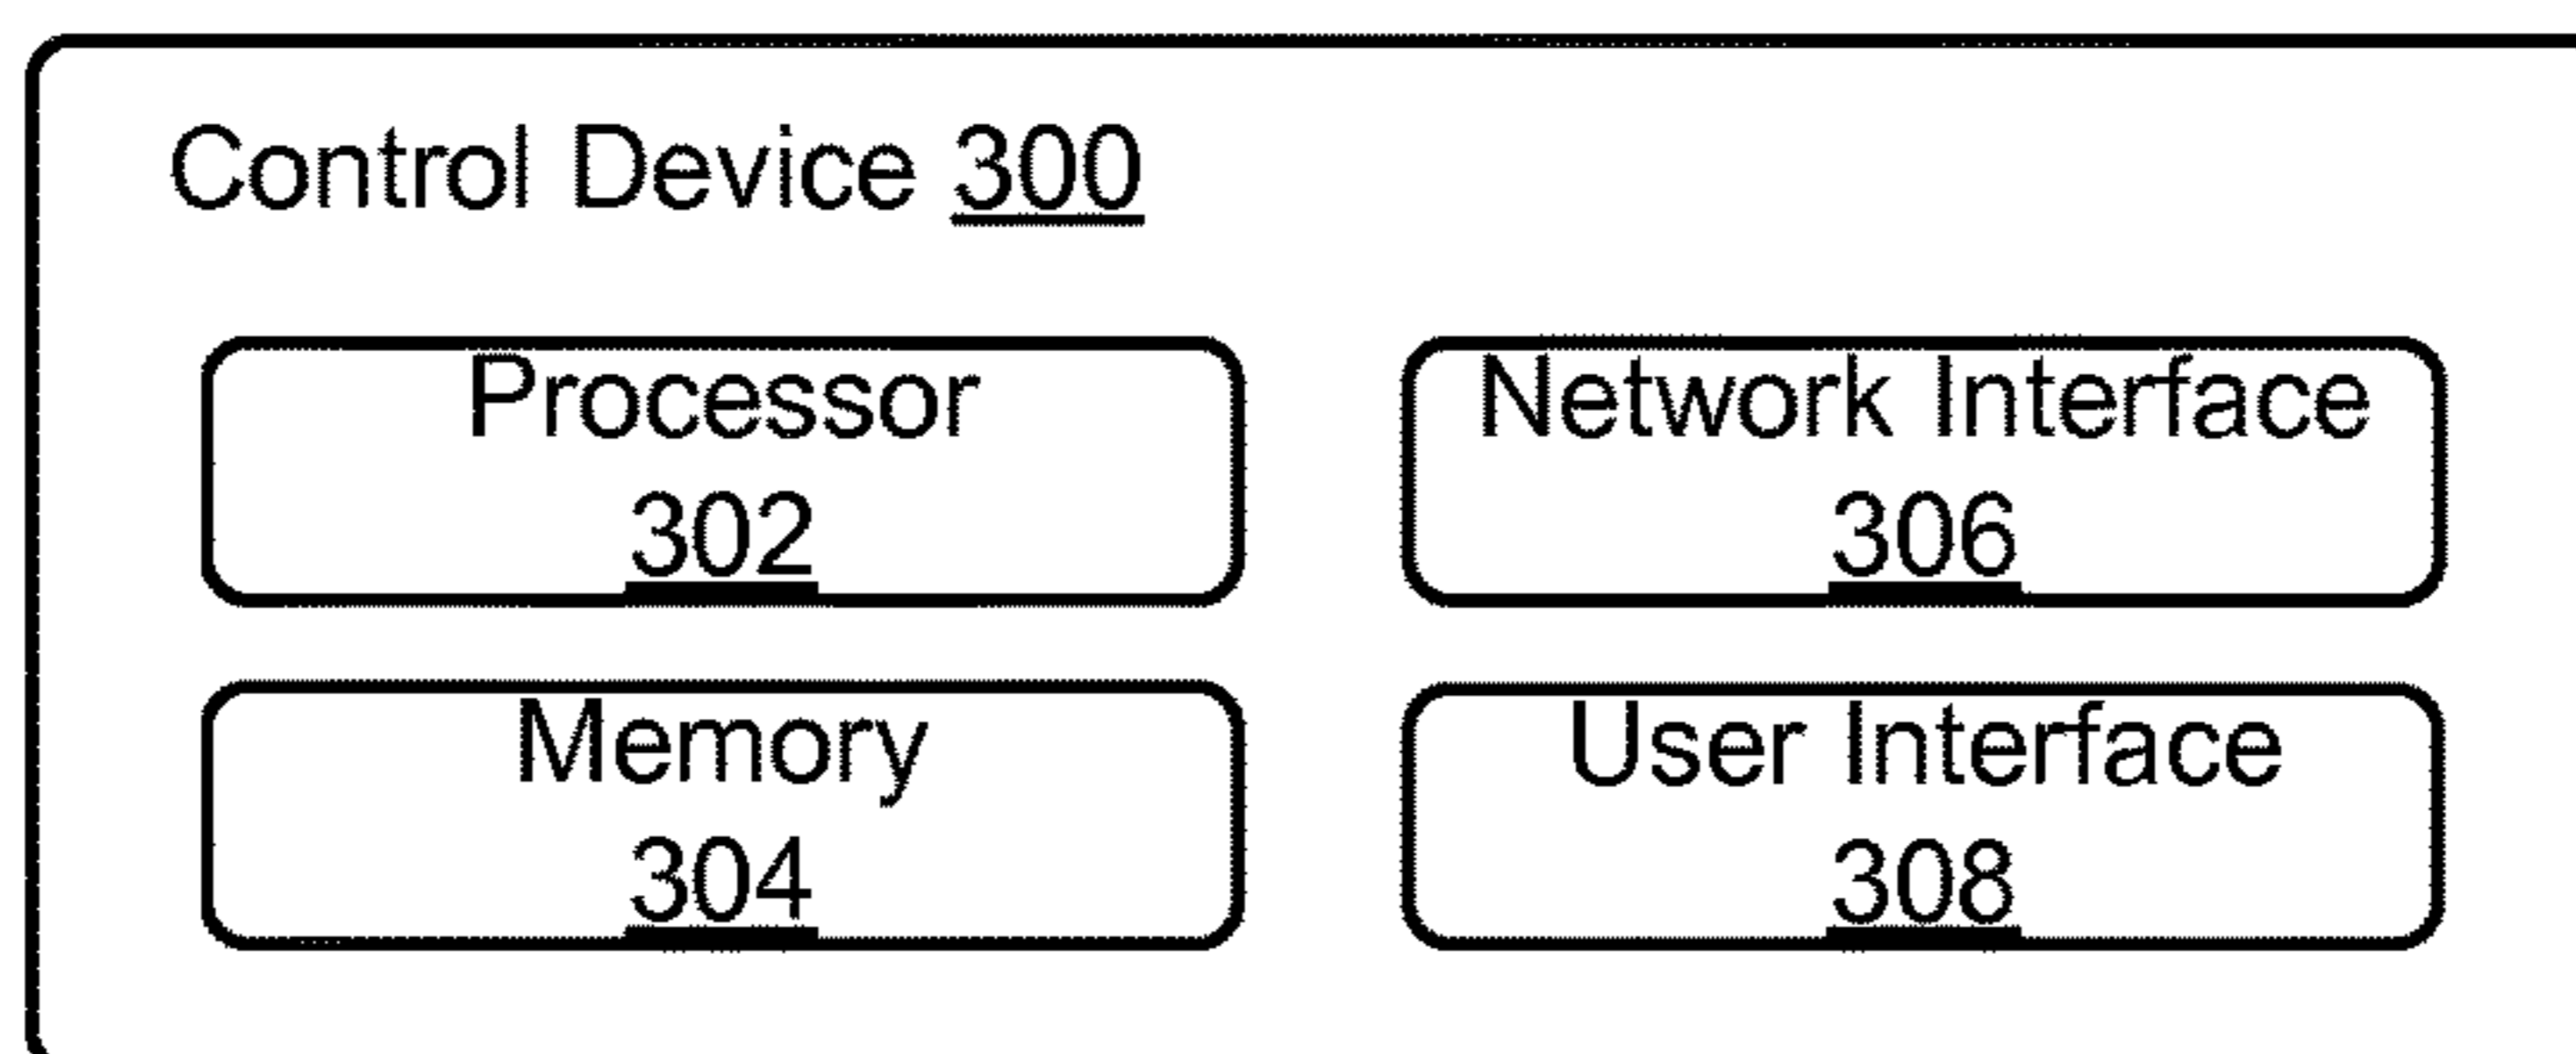 Control Device 300
Processor
302
Network Interface
306
Memory
304
User Interface
308